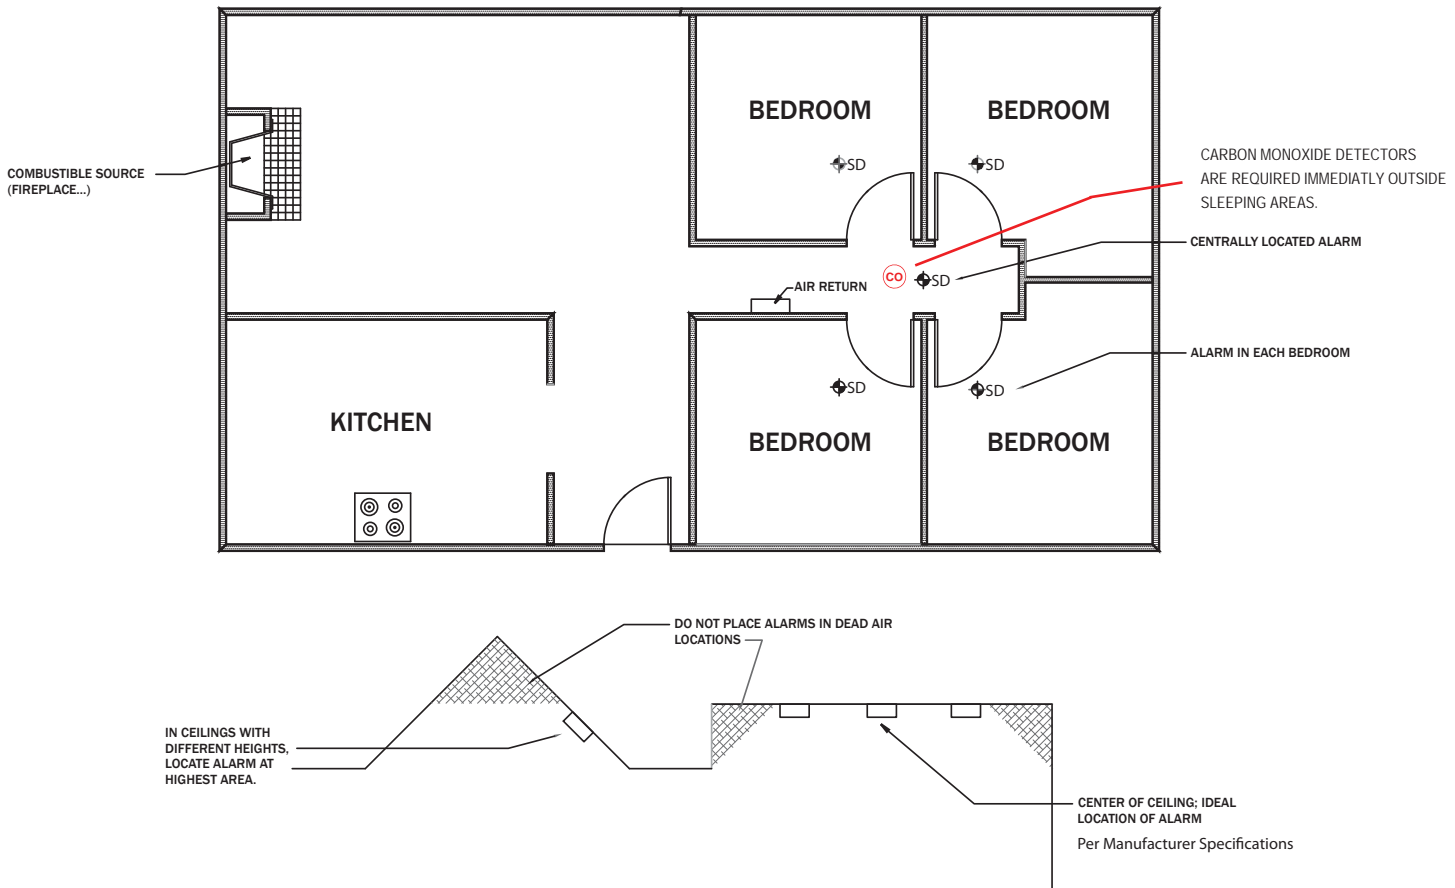 BEDROOM
BEDROOM
SD
SD
CARBON MONOXIDE DETECTORS
ARE REQUIRED IMMEDIATLY OUTSIDE
SLEEPING AREAS.
COMBUSTIBLE SOURCE
(FIREPLACE...)
CENTRALLY LOCATED ALARM
CO
SD
AIR RETURN
ALARM IN EACH BEDROOM
SD
SD
KITCHEN
BEDROOM
BEDROOM
DO NOT PLACE ALARMS IN DEAD AIR
LOCATIONS
IN CEILINGS WITH
DIFFERENT HEIGHTS,
LOCATE ALARM AT
HIGHEST AREA.
CENTER OF CEILING; IDEAL
LOCATION OF ALARM
Per Manufacturer Specifications